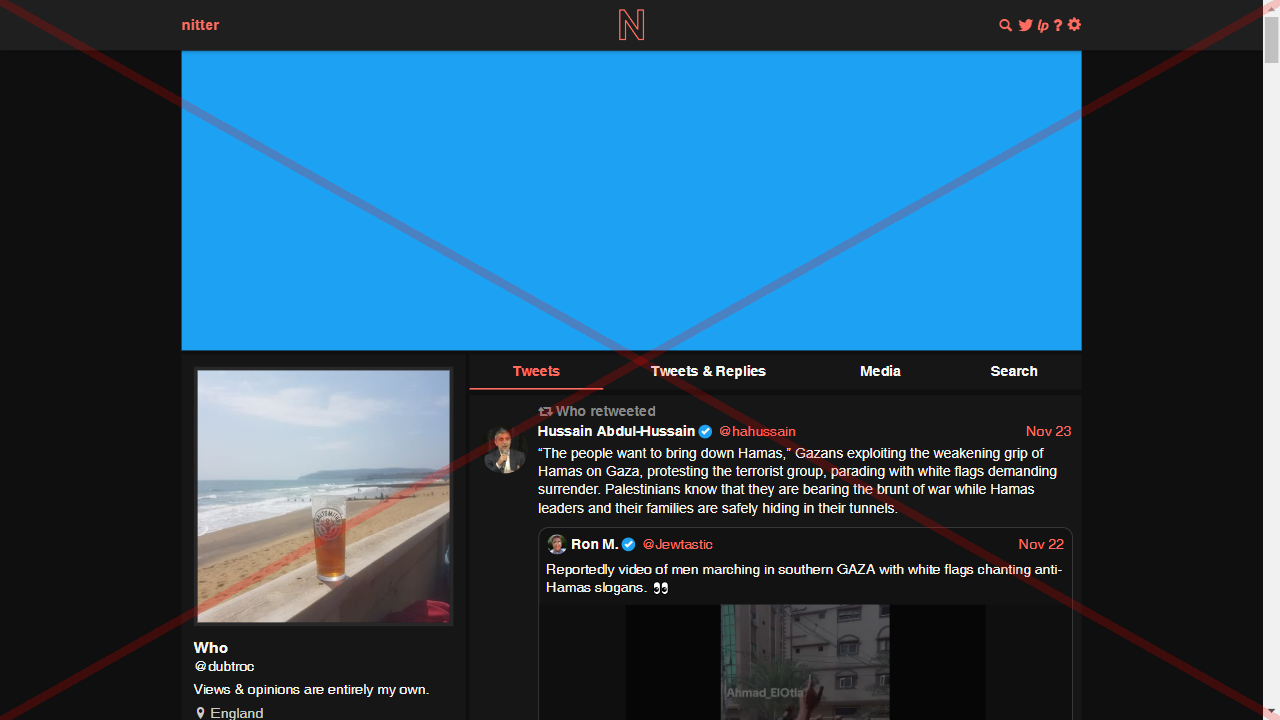 nitter
N
lp ?
Tweets
Tweets & Replies
Media
Search
Who retweeted
Hussain Abdul-Hussain @hahussain Nov 23
“The people want to bring down Hamas,” Gazans exploiting the weakening grip of
Hamas on Gaza, protesting the terrorist group, parading with white flags demanding
surrender. Palestinians know that they are bearing the brunt of war while Hamas
leaders and their families are safely hiding in their tunnels.
Ron M. @Jewtastic Nov 22
Reportedly video of men marching in southern GAZA with white flags chanting anti-
Hamas slogans. 👀
Ahmad_ElOtla
Who
@dubtroc
Views & opinions are entirely my own.
England